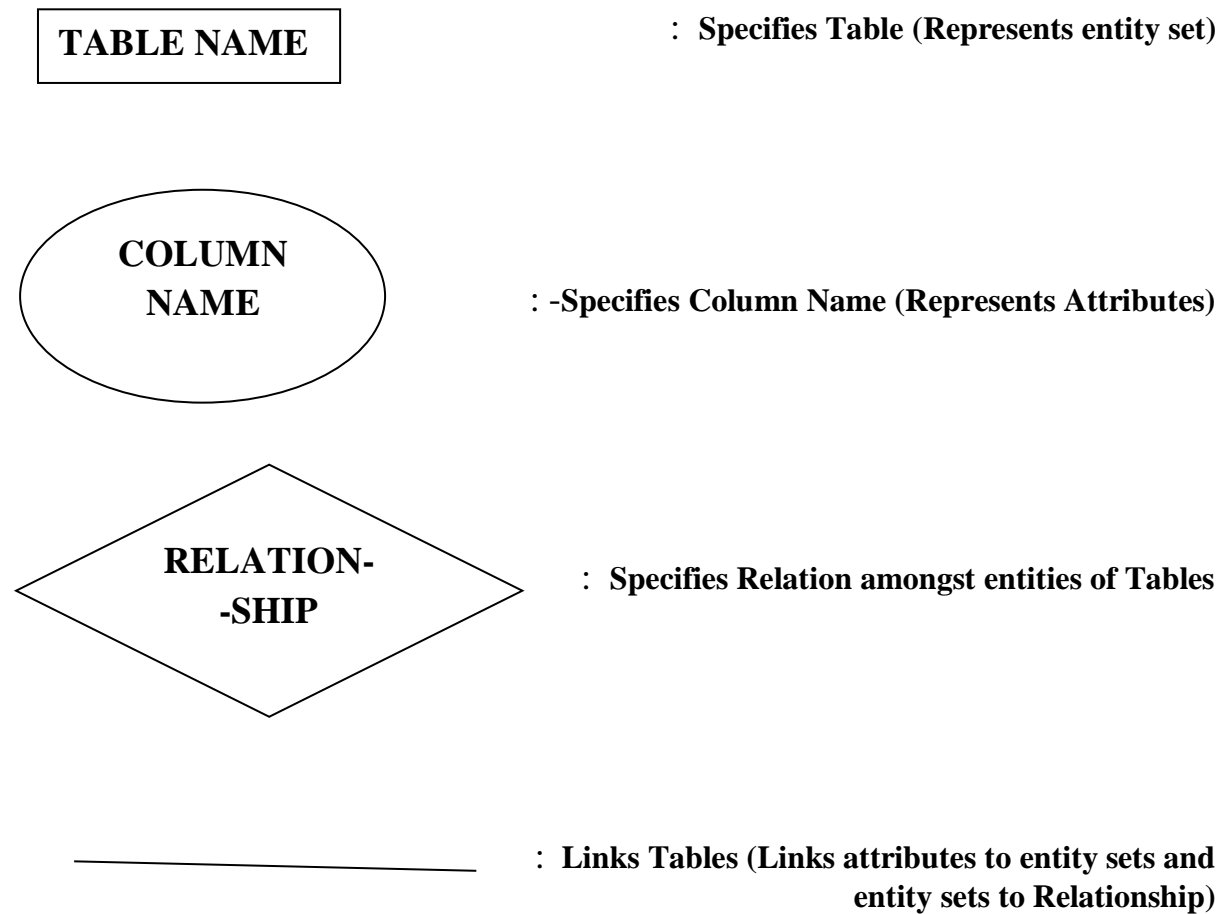 TABLE NAME
: Specifies Table (Represents entity set)
COLUMN
NAME
: -Specifies Column Name (Represents Attributes)
RELATION-
-SHIP
: Specifies Relation amongst entities of Tables
: Links Tables (Links attributes to entity sets and
entity sets to Relationship)